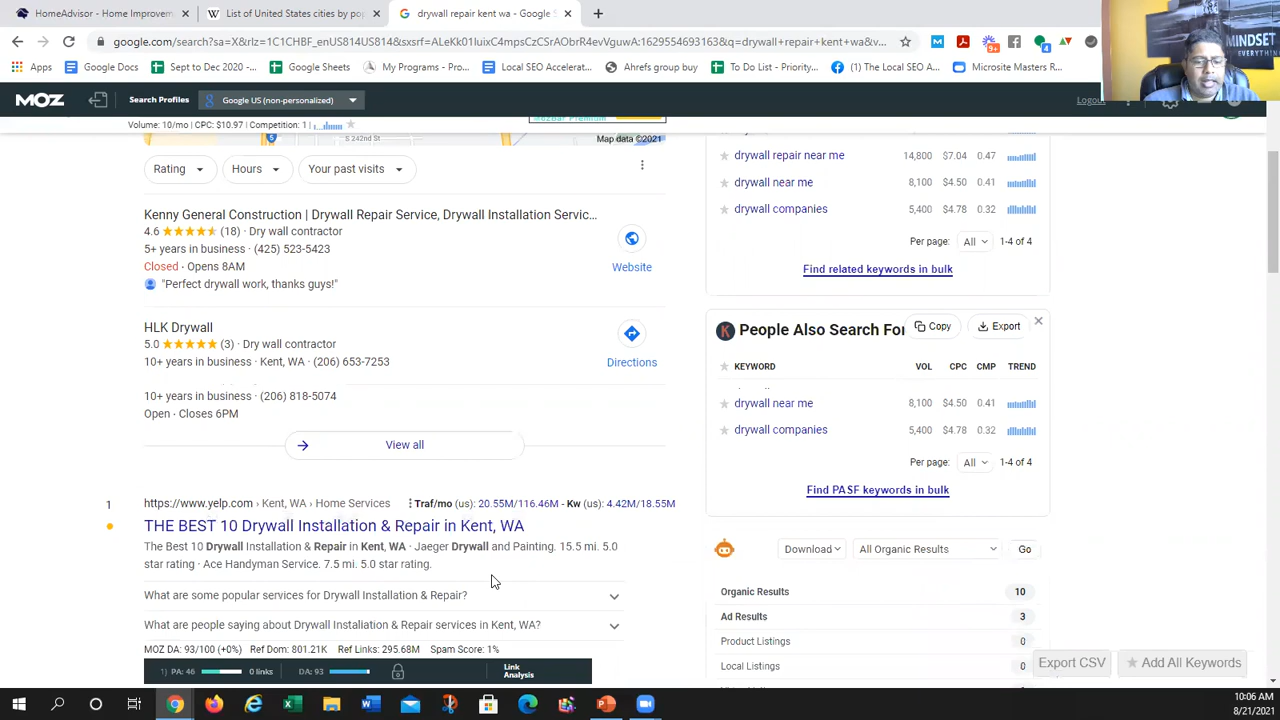 HomeAdvisor - Home Improvem
List of United States cities by pop
drywall repair kent wa - Google S
google.com/search?sa=X&rlz=1C1
Apps
Google Docs
Sept to Dec 2020 -...
Google Sheets
My Programs - Pro...
Local SEO Accelerat...
Ahrefs group buy
To Do List - Priority...
(1) The Local SEO A...
Microsite Masters R...
MINDSET
MOZ
Search Profiles
Google US (non-personalized)
Logout
Volume: 10/mo | CPC: $10.97 | Competition: 1 |
MozBar Premium
S 242nd St
Map data ©2021
Rating
Hours
Your past visits
Kenny General Construction | Drywall Repair Service, Drywall Installation Servic...
4.6 (18) · Dry wall contractor
5+ years in business · (425) 523-5423
Closed · Opens 8AM
"Perfect drywall work, thanks guys!"
Website
HLK Drywall
5.0 (3) · Dry wall contractor
10+ years in business · Kent, WA · (206) 653-7253
Directions
10+ years in business · (206) 818-5074
Open · Closes 6PM
View all
1
https://www.yelp.com › Kent, WA › Home Services
Traf/mo (us): 20.55M/116.46M - Kw (us): 4.42M/18.55M
THE BEST 10 Drywall Installation & Repair in Kent, WA
The Best 10 Drywall Installation & Repair in Kent, WA · Jaeger Drywall and Painting. 15.5 mi. 5.0
star rating · Ace Handyman Service. 7.5 mi. 5.0 star rating.
What are some popular services for Drywall Installation & Repair?
What are people saying about Drywall Installation & Repair services in Kent, WA?
MOZ DA: 93/100 (+0%) Ref Dom: 801.21K Ref Links: 295.68M Spam Score: 1%
PA: 46
0 links
DA: 93
Link
Analysis
drywall repair near me 14,800 $7.04 0.47
drywall near me 8,100 $4.50 0.41
drywall companies 5,400 $4.78 0.32
Per page: All 1-4 of 4
Find related keywords in bulk
K People Also Search For
Copy
Export
KEYWORD VOL CPC CMP TREND
drywall near me 8,100 $4.50 0.41
drywall companies 5,400 $4.78 0.32
Per page: All 1-4 of 4
Find PASF keywords in bulk
Download
All Organic Results
Go
Organic Results 10
Ad Results 3
Product Listings 0
Local Listings 0
Export CSV
Add All Keywords
10:06 AM
8/21/2021